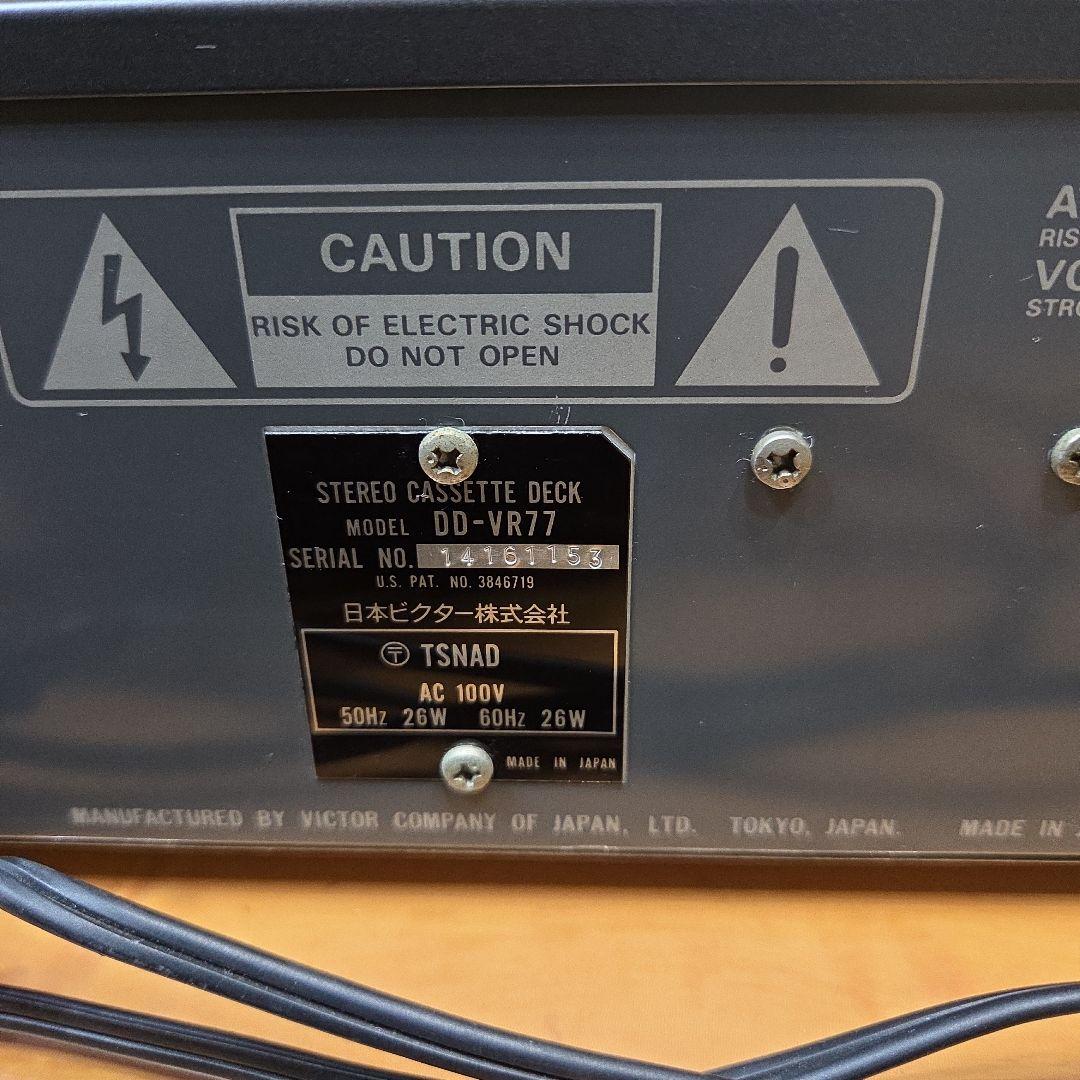 CAUTION
RISK OF ELECTRIC SHOCK
DO NOT OPEN
STEREO CASSETTE DECK
MODEL DD-VR77
SERIAL NO. 14161153
U.S. PAT. NO. 3846719
日本ビクター株式会社
〒 TSNAD
AC 100V
50Hz 26W 60Hz 26W
MADE IN JAPAN
MANUFACTURED BY VICTOR COMPANY OF JAPAN, LTD. TOKYO, JAPAN. MADE IN